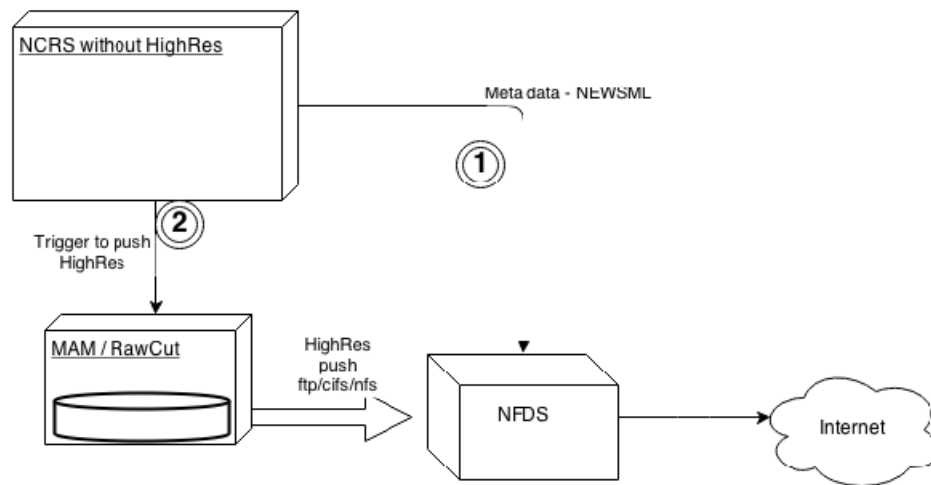 NCRS without HighRes
Meta data - NEWSML
1
2
Trigger to push
HighRes
MAM / RawCut
HighRes
push
ftp/cifs/nfs
NFDS
Internet